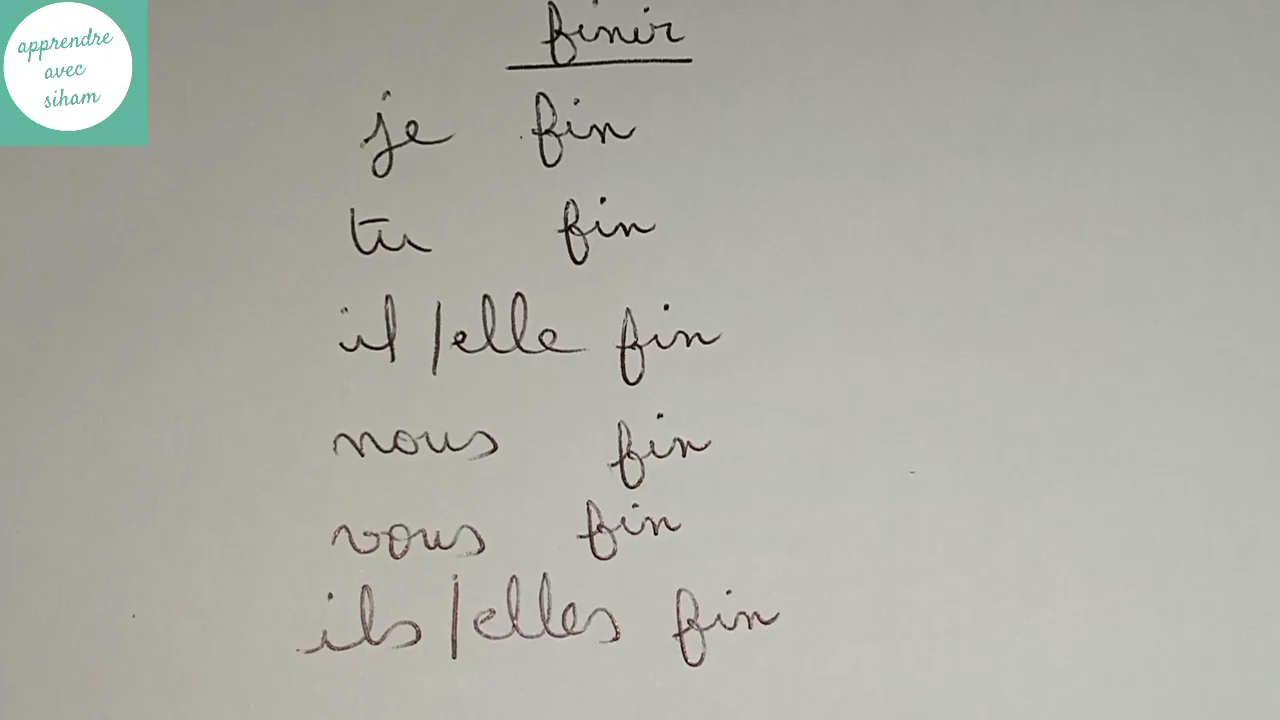 apprendre
avec
siham
finir
je fin
tu fin
il/elle fin
nous fin
vous fin
ils/elles fin